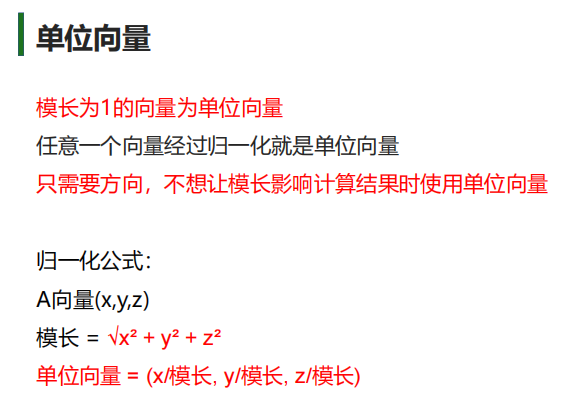 单位向量
模长为1的向量为单位向量
任意一个向量经过归一化就是单位向量
只需要方向，不想让模长影响计算结果时使用单位向量
归一化公式：
A向量(x,y,z)
模长 = √x² + y² + z²
单位向量 = (x/模长, y/模长, z/模长)